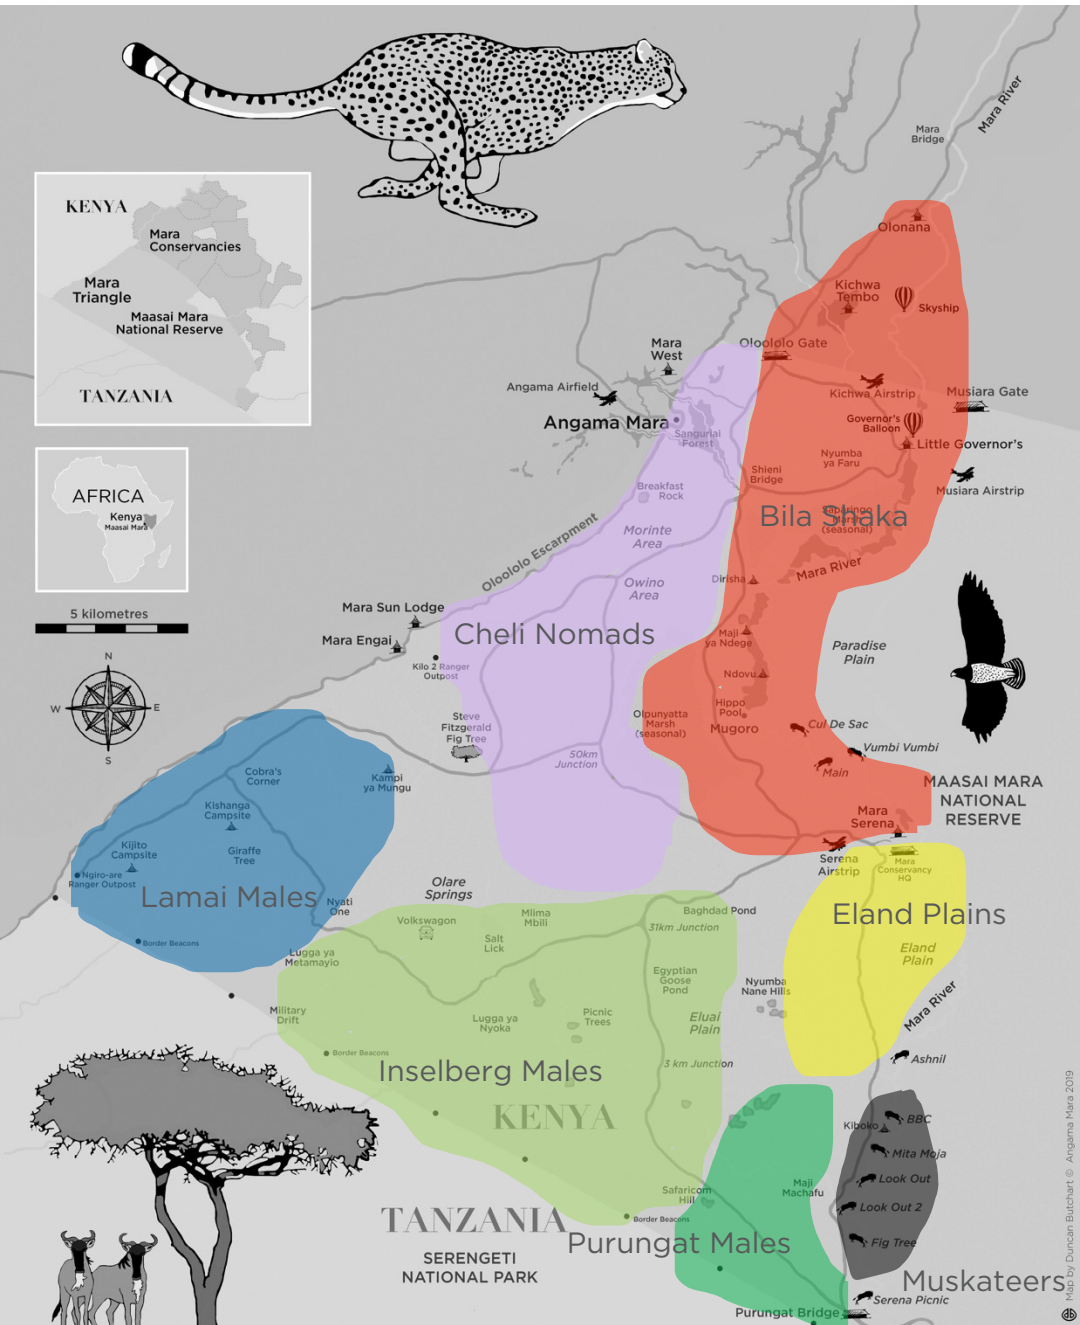 Mara
Bridge
Mara River
KENYA
Mara
Conservancies
Mara
Triangle
Maasai Mara
National Reserve
TANZANIA
Olonana
Kichwa
Tembo
Skyship
Mara
West
Oloololo Gate
Angama Airfield
Kichwa Airstrip
Musiara Gate
Angama Mara
Governor's
Balloon
Sangurlai
Forest
Little Governor's
Nyumba
ya Faru
Shieni
Bridge
Musiara Airstrip
AFRICA
Kenya
Maasai Mara
Breakfast
Rock
Bila Shaka
(seasonal)
Morinte
Area
Oloololo Escarpment
Mara River
Dirisha
Owino
Area
5 kilometres
Mara Sun Lodge
Mara Engai
Cheli Nomads
Maji
ya Ndege
Paradise
Plain
Kilo 2 Ranger
Outpost
N
W
E
S
Ndovu
Steve
Fitzgerald
Fig Tree
Olpunyatta
Marsh
(seasonal)
Hippo
Pool
Mugoro
Cul De Sac
Vumbi Vumbi
Main
50km
Junction
Cobra's
Corner
Kampi
ya Mungu
MAASAI MARA
NATIONAL
RESERVE
Kishanga
Campsite
Mara
Serena
Kijito
Campsite
Giraffe
Tree
Serena
Airstrip
Mara
Conservancy
HQ
Ngiro-are
Ranger Outpost
Lamai Males
Nyati
One
Olare
Springs
Volkswagon
Mlima
Mbili
Baghdad Pond
31km Junction
Eland Plains
Border Beacons
Lugga ya
Metamayio
Salt
Lick
Eland
Plain
Egyptian
Goose
Pond
Nyumba
Nane Hills
Military
Drift
Lugga ya
Nyoka
Picnic
Trees
Eluai
Plain
Mara River
Border Beacons
Inselberg Males
3 km Junction
Ashnil
KENYA
Kiboko
BBC
Mita Moja
Look Out
Look Out 2
Fig Tree
Safaricom
Hill
Maji
Machafu
TANZANIA
Border Beacons
SERENGETI
NATIONAL PARK
Purungat Males
Muskateers
Serena Picnic
Purungat Bridge
Map by Duncan Butchart © Angama Mara 2019